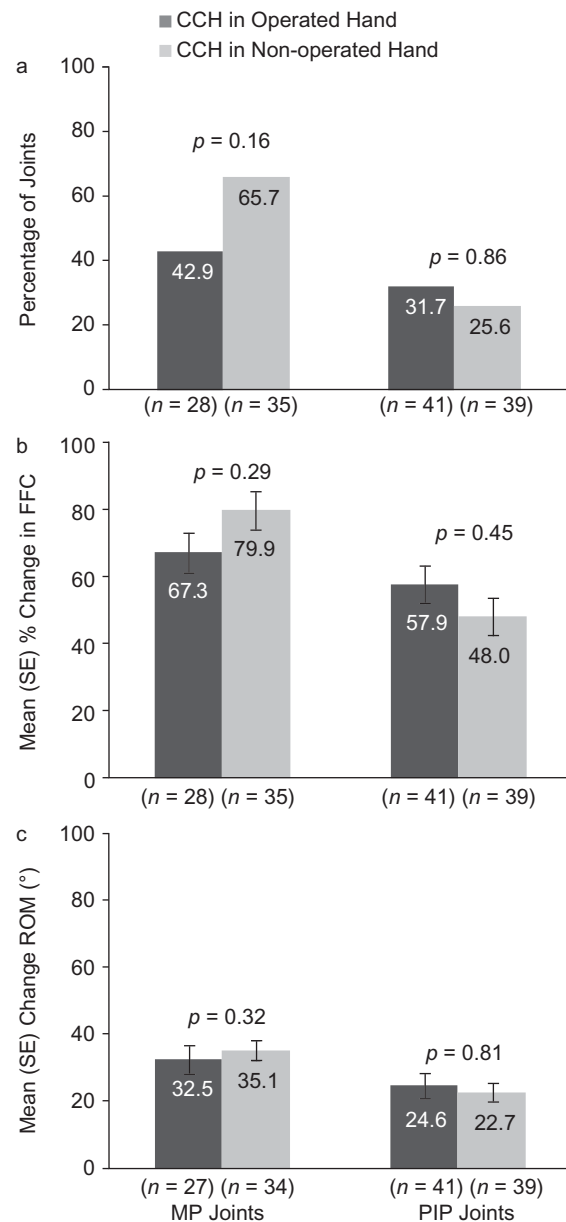 CCH in Operated Hand
CCH in Non-operated Hand
a
Percentage of Joints
100
80
60
40
20
0
p = 0.16
42.9
65.7
p = 0.86
31.7
25.6
(n = 28) (n = 35)
(n = 41) (n = 39)
b
Mean (SE) % Change in FFC
100
80
60
40
20
0
p = 0.29
67.3
79.9
p = 0.45
57.9
48.0
(n = 28) (n = 35)
(n = 41) (n = 39)
c
Mean (SE) Change ROM (°)
100
80
60
40
20
0
p = 0.32
32.5
35.1
p = 0.81
24.6
22.7
(n = 27) (n = 34)
(n = 41) (n = 39)
MP Joints
PIP Joints